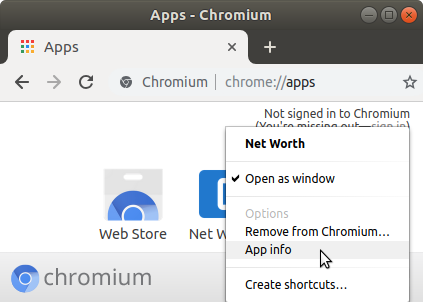 Apps - Chromium
Apps
Chromium chrome://apps
Not signed in to Chromium
(You're missing out—sign in)
Net Worth
Open as window
Options
Remove from Chromium...
App info
Create shortcuts...
Web Store
Net W
chromium